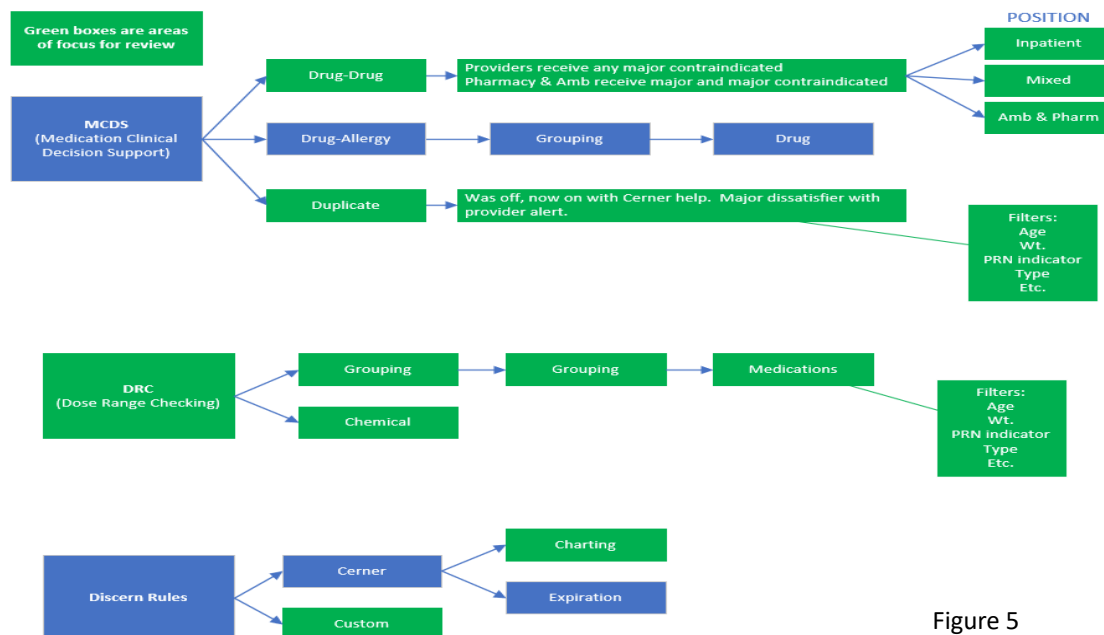 Green boxes are areas
of focus for review
POSITION
Inpatient
Mixed
Amb & Pharm
Drug-Drug
Providers receive any major contraindicated
Pharmacy & Amb receive major and major contraindicated
MCDS
(Medication Clinical
Decision Support)
Drug-Allergy
Grouping
Drug
Duplicate
Was off, now on with Cerner help.  Major dissatisfier with
provider alert.
Filters:
Age
Wt.
PRN indicator
Type
Etc.
DRC
(Dose Range Checking)
Grouping
Grouping
Medications
Chemical
Filters:
Age
Wt.
PRN indicator
Type
Etc.
Discern Rules
Cerner
Charting
Expiration
Custom
Figure 5